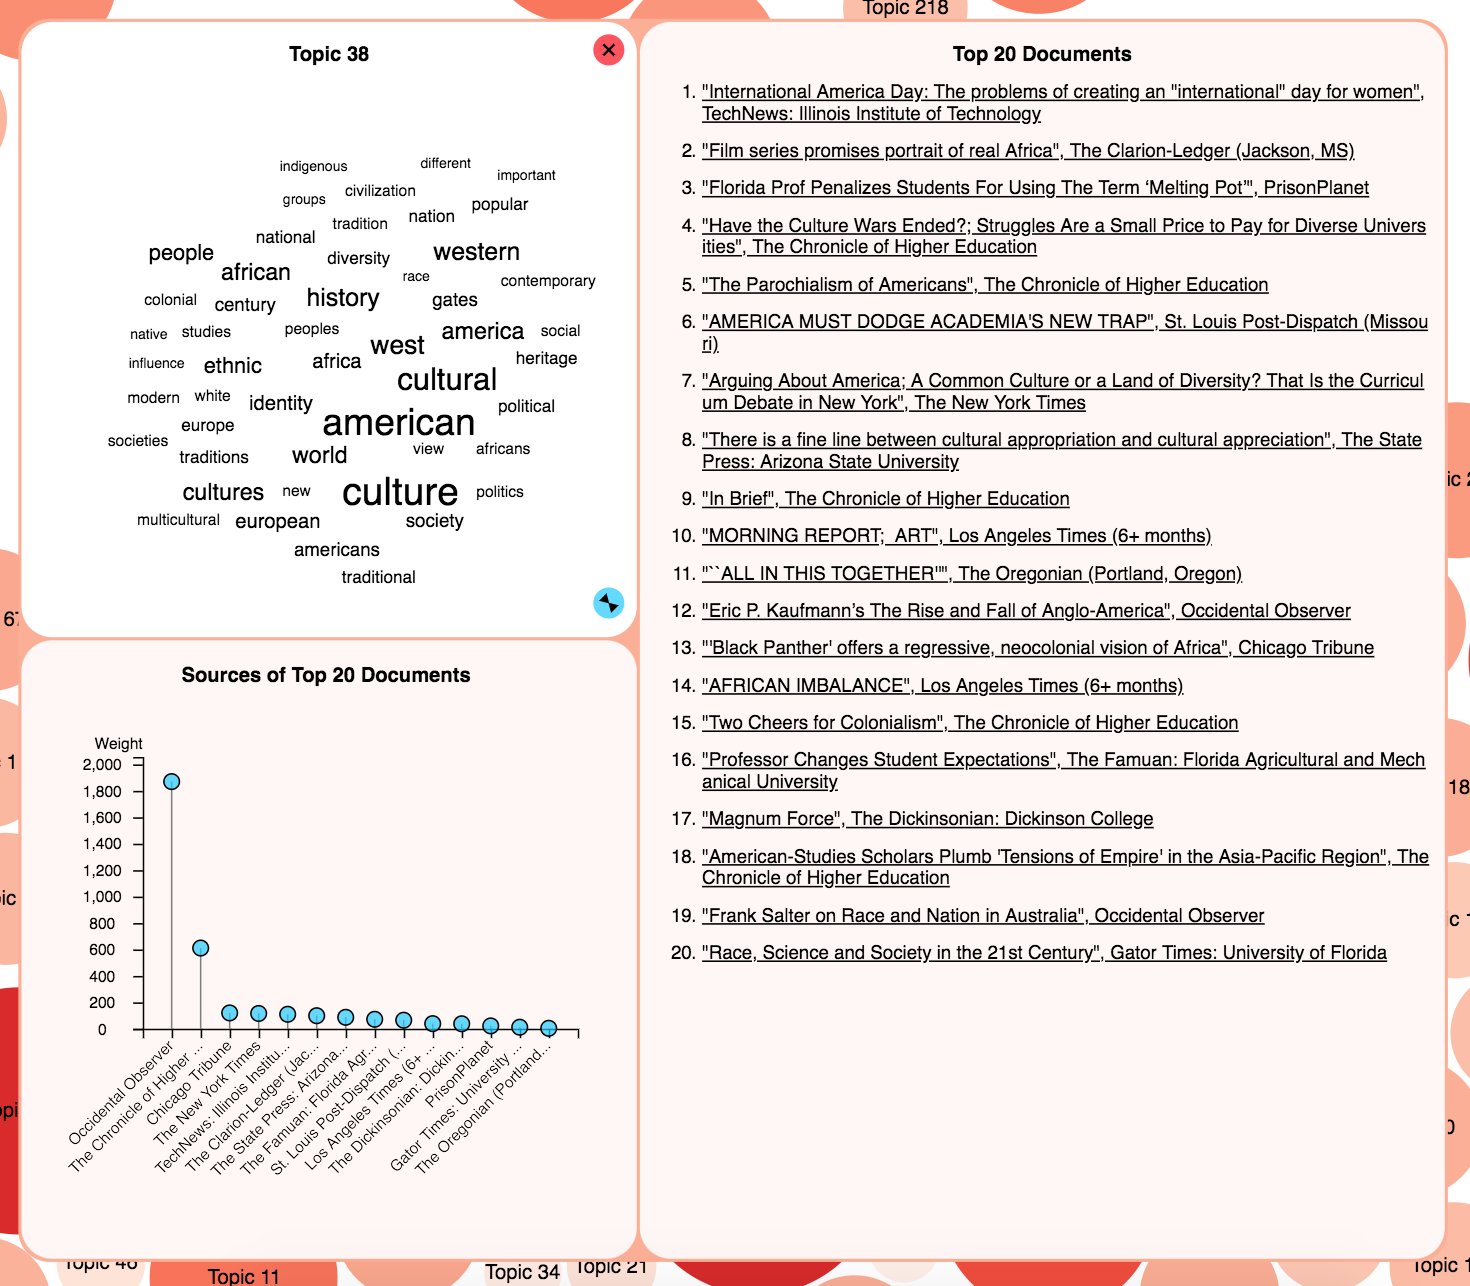 Topic 218
Topic 38
indigenous
different
important
groups
civilization
popular
tradition
nation
national
people
western
african
diversity
race
contemporary
colonial
century
history
gates
native
studies
peoples
america
social
west
influence
ethnic
africa
heritage
cultural
modern
white
identity
american
political
europe
societies
traditions
world
view
africans
cultures
new
culture
politics
multicultural
european
society
americans
traditional
Sources of Top 20 Documents
Weight
2,000
1,800
1,600
1,400
1,200
1,000
800
600
400
200
0
Occidental Observer
The Chronicle of Higher ...
Chicago Tribune
The New York Times
TechNews: Illinois Institu...
The Clarion-Ledger (Jac...
The State Press: Arizona...
The Famuan: Florida Agr...
St. Louis Post-Dispatch (...
Los Angeles Times (6+ ...
The Dickinsonian: Dickin...
PrisonPlanet
Gator Times: University ...
The Oregonian (Portland...
Top 20 Documents
1. "International America Day: The problems of creating an "international" day for women",
TechNews: Illinois Institute of Technology
2. "Film series promises portrait of real Africa", The Clarion-Ledger (Jackson, MS)
3. "Florida Prof Penalizes Students For Using The Term ‘Melting Pot’", PrisonPlanet
4. "Have the Culture Wars Ended?; Struggles Are a Small Price to Pay for Diverse Univers
ities", The Chronicle of Higher Education
5. "The Parochialism of Americans", The Chronicle of Higher Education
6. "AMERICA MUST DODGE ACADEMIA'S NEW TRAP", St. Louis Post-Dispatch (Missou
ri)
7. "Arguing About America; A Common Culture or a Land of Diversity? That Is the Curricul
um Debate in New York", The New York Times
8. "There is a fine line between cultural appropriation and cultural appreciation", The State
Press: Arizona State University
9. "In Brief", The Chronicle of Higher Education
10. "MORNING REPORT;  ART", Los Angeles Times (6+ months)
11. "``ALL IN THIS TOGETHER''", The Oregonian (Portland, Oregon)
12. "Eric P. Kaufmann’s The Rise and Fall of Anglo-America", Occidental Observer
13. "'Black Panther' offers a regressive, neocolonial vision of Africa", Chicago Tribune
14. "AFRICAN IMBALANCE", Los Angeles Times (6+ months)
15. "Two Cheers for Colonialism", The Chronicle of Higher Education
16. "Professor Changes Student Expectations", The Famuan: Florida Agricultural and Mech
anical University
17. "Magnum Force", The Dickinsonian: Dickinson College
18. "American-Studies Scholars Plumb 'Tensions of Empire' in the Asia-Pacific Region", The
Chronicle of Higher Education
19. "Frank Salter on Race and Nation in Australia", Occidental Observer
20. "Race, Science and Society in the 21st Century", Gator Times: University of Florida
Topic 46
Topic 11
Topic 34
Topic 21